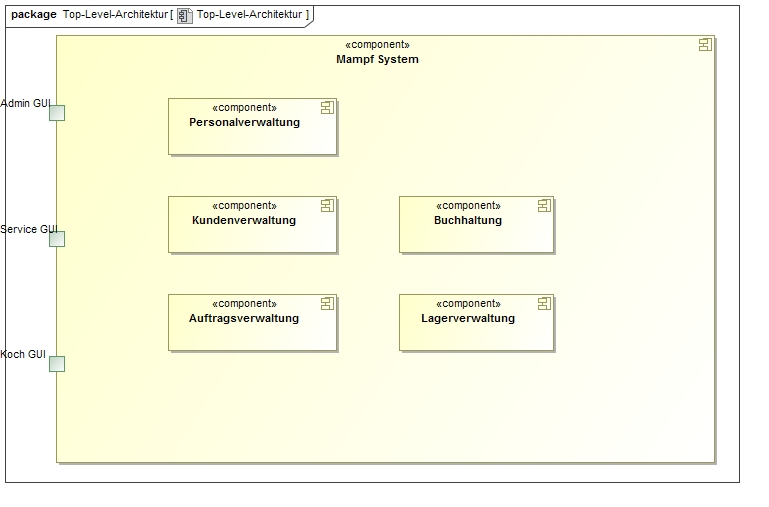 package Top-Level-Architektur [ Top-Level-Architektur ]
«component»
Mampf System
Admin GUI
«component»
Personalverwaltung
«component»
Kundenverwaltung
«component»
Buchhaltung
Service GUI
«component»
Auftragsverwaltung
«component»
Lagerverwaltung
Koch GUI